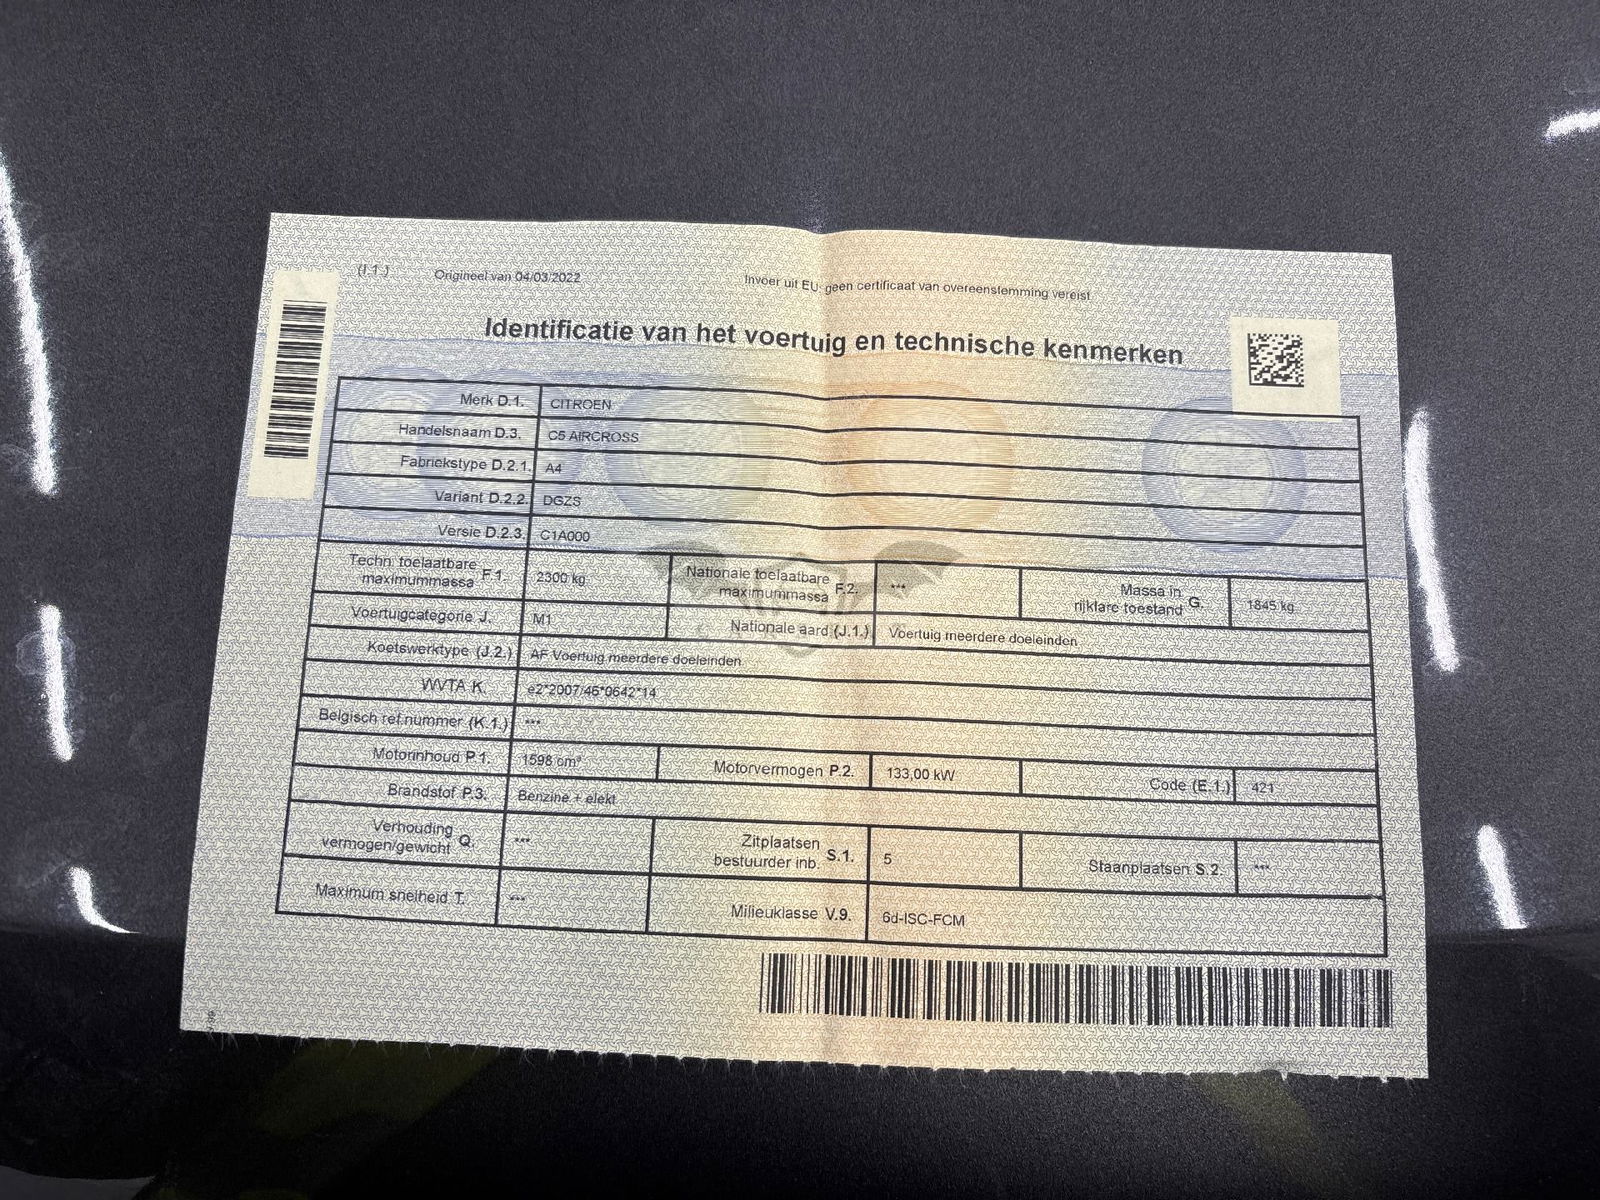 (I.1.) Origineel van 04/03/2022 Invoer uit EU- geen certificaat van overeenstemming vereist
Identificatie van het voertuig en technische kenmerken
Merk D.1. CITROEN
Handelsnaam D.3. C5 AIRCROSS
Fabriekstype D.2.1. A4
Variant D.2.2. DGZS
Versie D.2.3. C1A000
Techn. toelaatbare maximummassa F.1. 2300 kg Nationale toelaatbare maximummassa F.2. *** Massa in rijklare toestand G. 1845 kg
Voertuigcategorie J. M1 Nationale aard (J.1.) Voertuig meerdere doeleinden
Koetswerktype (J.2.) AF Voertuig meerdere doeleinden
WVTA K. e2*2007/46*0642*14
Belgisch ref.nummer (K.1.) ***
Motorinhoud P.1. 1598 cm³ Motorvermogen P.2. 133,00 kW Code (E.1.) 421
Brandstof P.3. Benzine + elekt
Verhouding vermogen/gewicht Q. *** Zitplaatsen bestuurder inb. S.1. 5 Staanplaatsen S.2. ***
Maximum snelheid T. *** Milieuklasse V.9. 6d-ISC-FCM